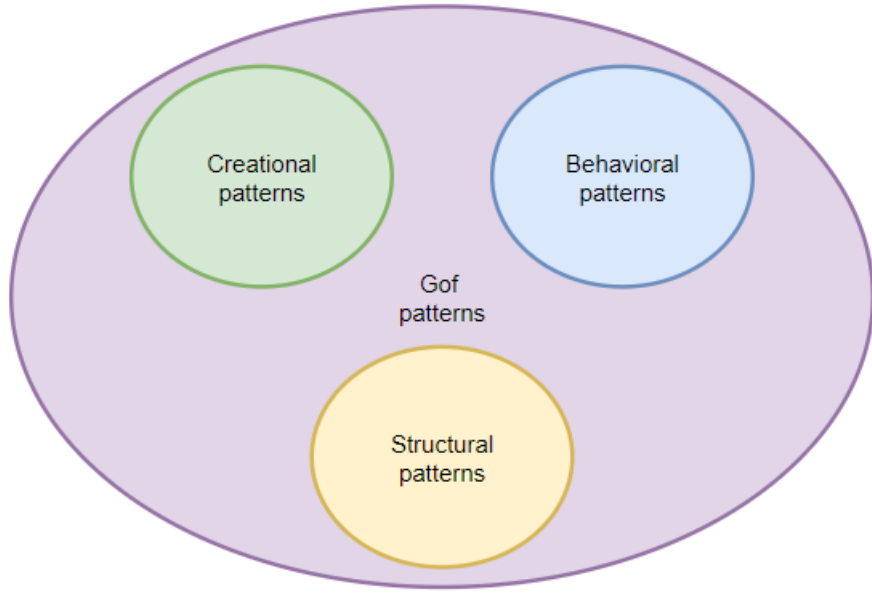 Creational
patterns
Behavioral
patterns
Gof
patterns
Structural
patterns